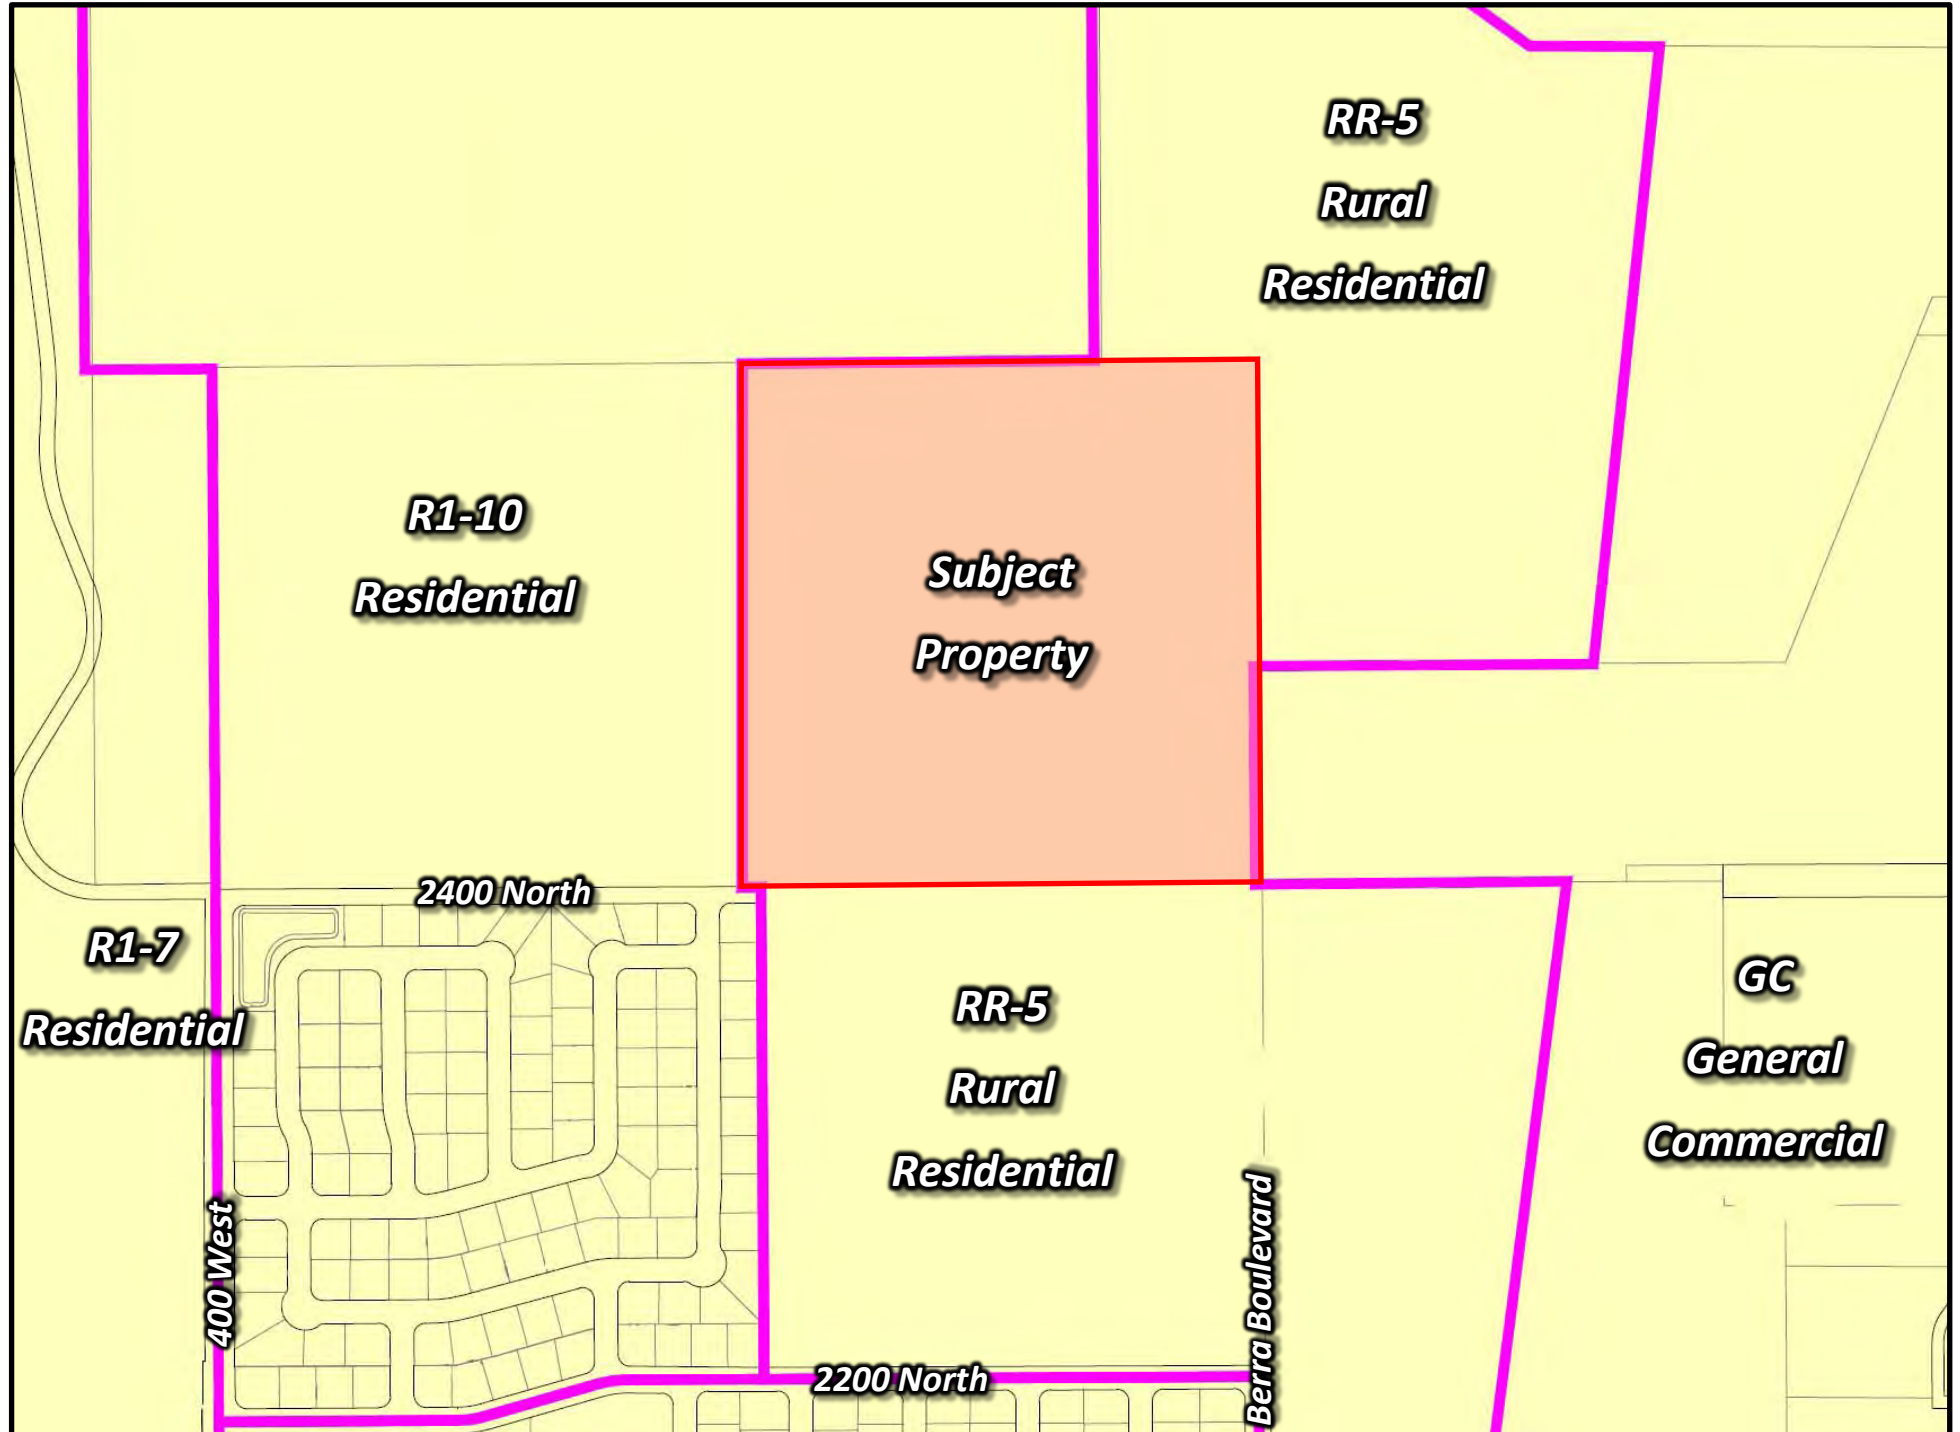 RR-5
Rural
Residential
R1-10
Residential
Subject
Property
2400 North
R1-7
Residential
RR-5
Rural
Residential
GC
General
Commercial
400 West
Berra Boulevard
2200 North